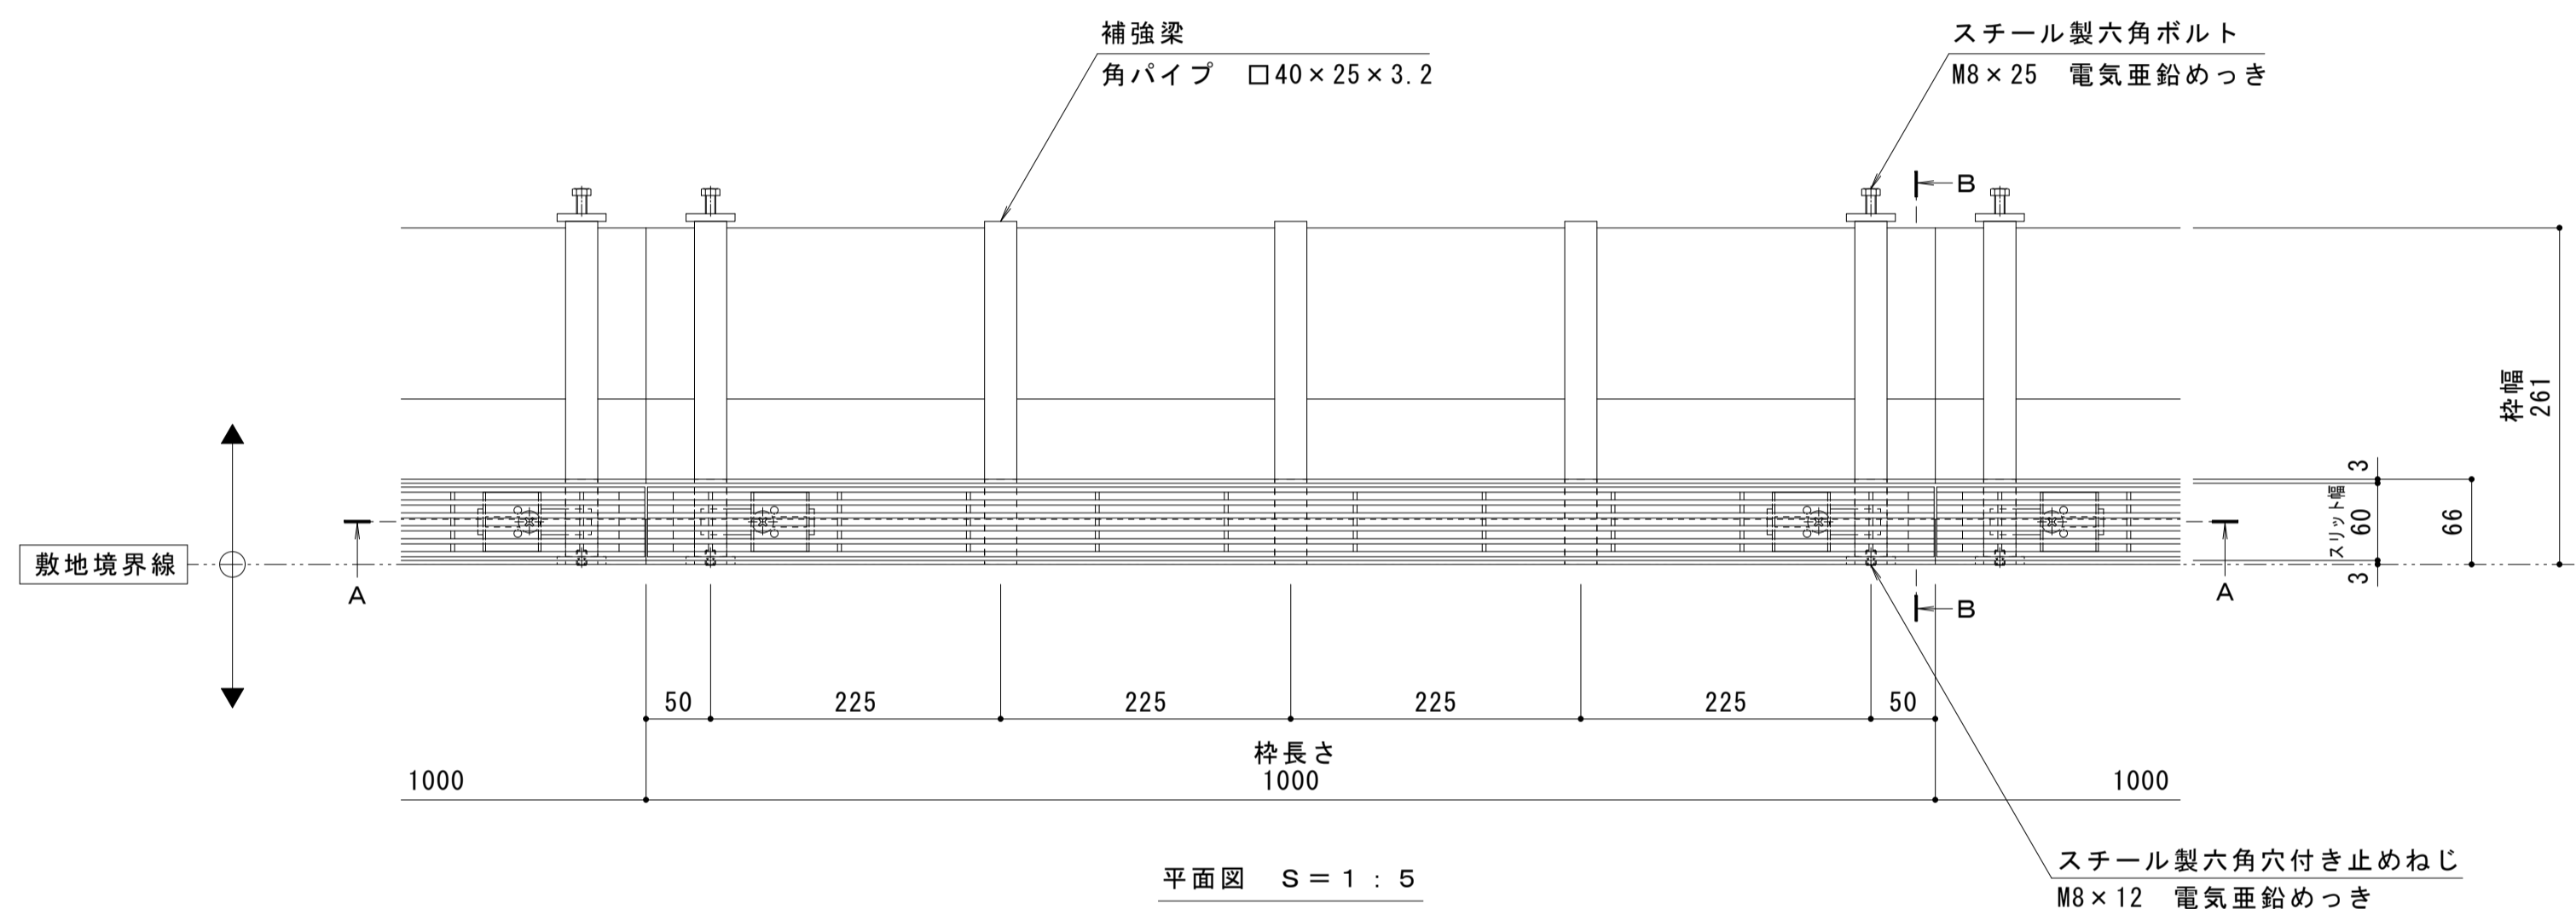 補強梁
角パイプ　□40×25×3.2
スチール製六角ボルト
M8×25　電気亜鉛めっき
B
枠幅
261
3
スリット幅
60
66
3
敷地境界線
A
A
B
50
225
225
225
225
50
枠長さ
1000
1000
1000
平面図　S＝1：5
スチール製六角穴付き止めねじ
M8×12　電気亜鉛めっき